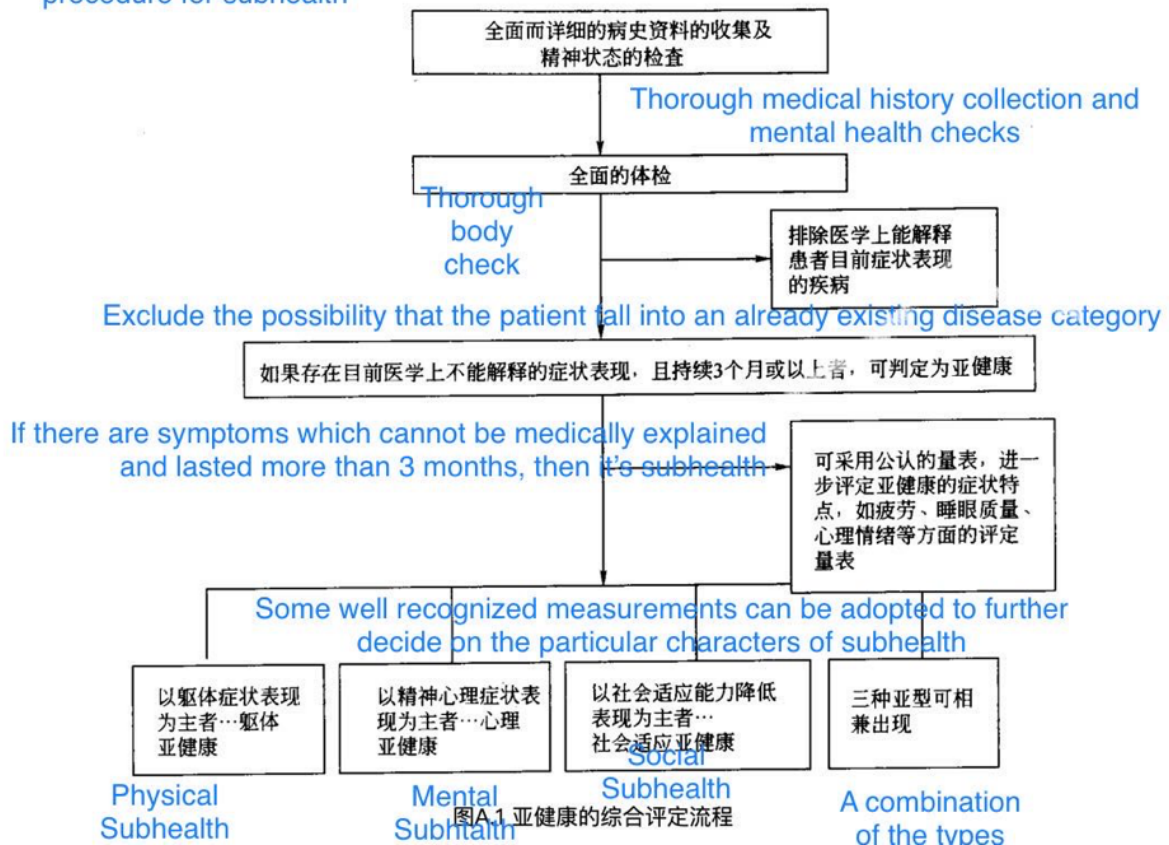 procedure for subhealth
全面而详细的病史资料的收集及
精神状态的检查
Thorough medical history collection and
mental health checks
全面的体检
Thorough
body
check
排除医学上能解释
患者目前症状表现
的疾病
Exclude the possibility that the patient fall into an already existing disease category
如果存在目前医学上不能解释的症状表现，且持续3个月或以上者，可判定为亚健康
If there are symptoms which cannot be medically explained
and lasted more than 3 months, then it's subhealth
可采用公认的量表，进一
步评定亚健康的症状特
点，如疲劳、睡眠质量、
心理情绪等方面的评定
量表
Some well recognized measurements can be adopted to further
decide on the particular characters of subhealth
以躯体症状表现
为主者…躯体
亚健康
以精神心理症状表
现为主者…心理
亚健康
以社会适应能力降低
表现为主者…
社会适应亚健康
三种亚型可相
兼出现
Physical
Subhealth
Mental
Subhtalth
Social
Subhealth
A combination
of the types
图A.1 亚健康的综合评定流程